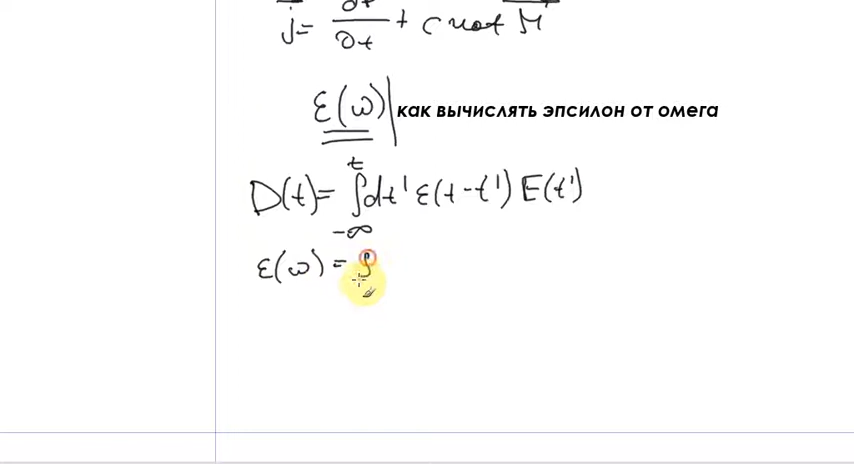 j = ∂P/∂t + c rot M
ε(ω) как вычислять эпсилон от омега
D(t) = ∫_{-∞}^{t} dt' ε(t-t') E(t')
ε(ω) = ∫